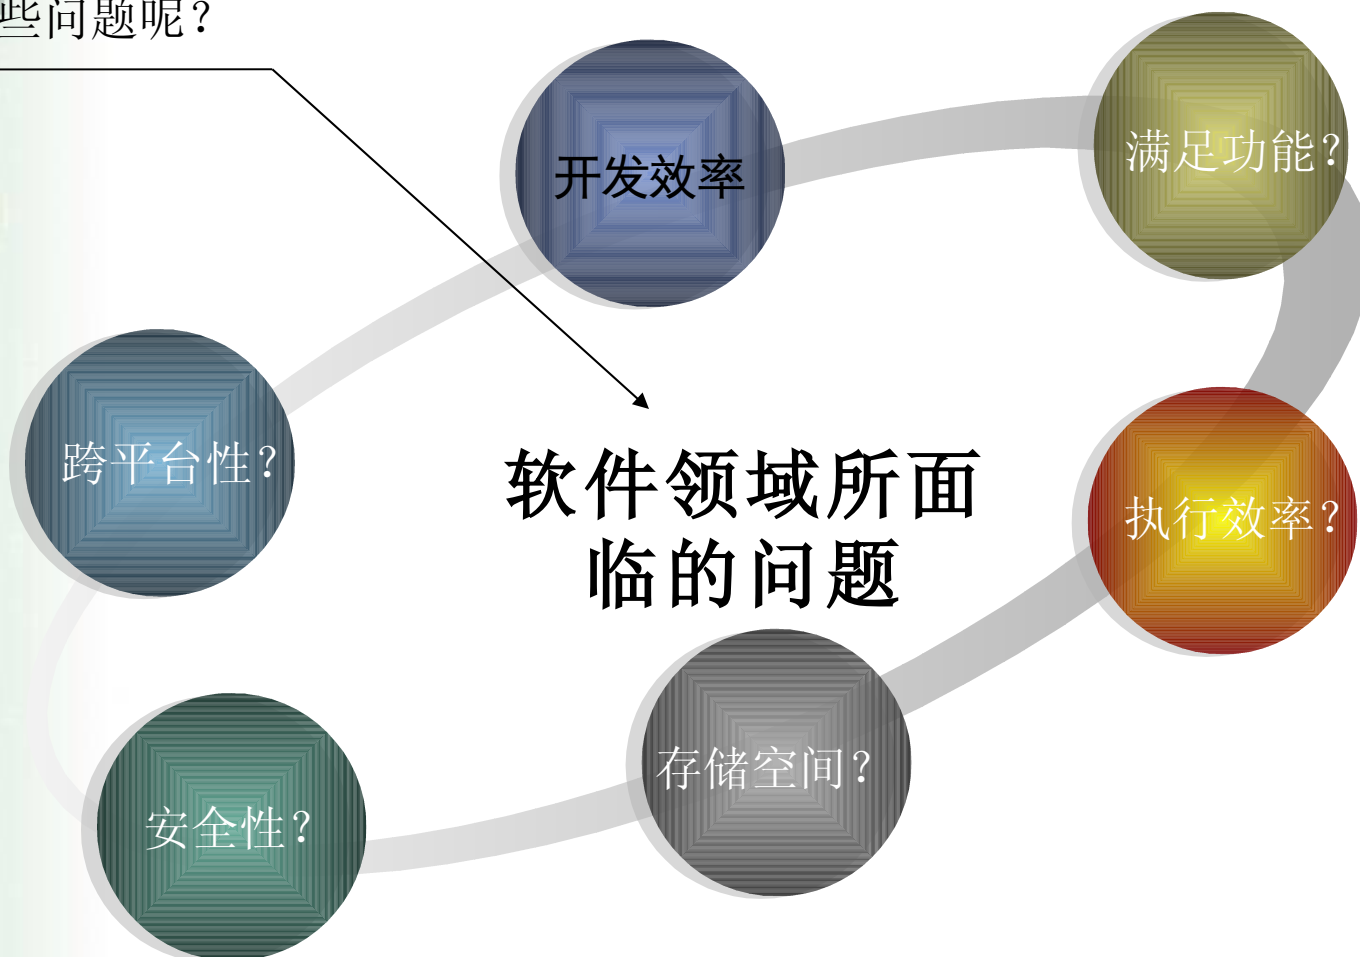 些问题呢？
开发效率
满足功能？
跨平台性？
软件领域所面
临的问题
执行效率？
存储空间？
安全性？